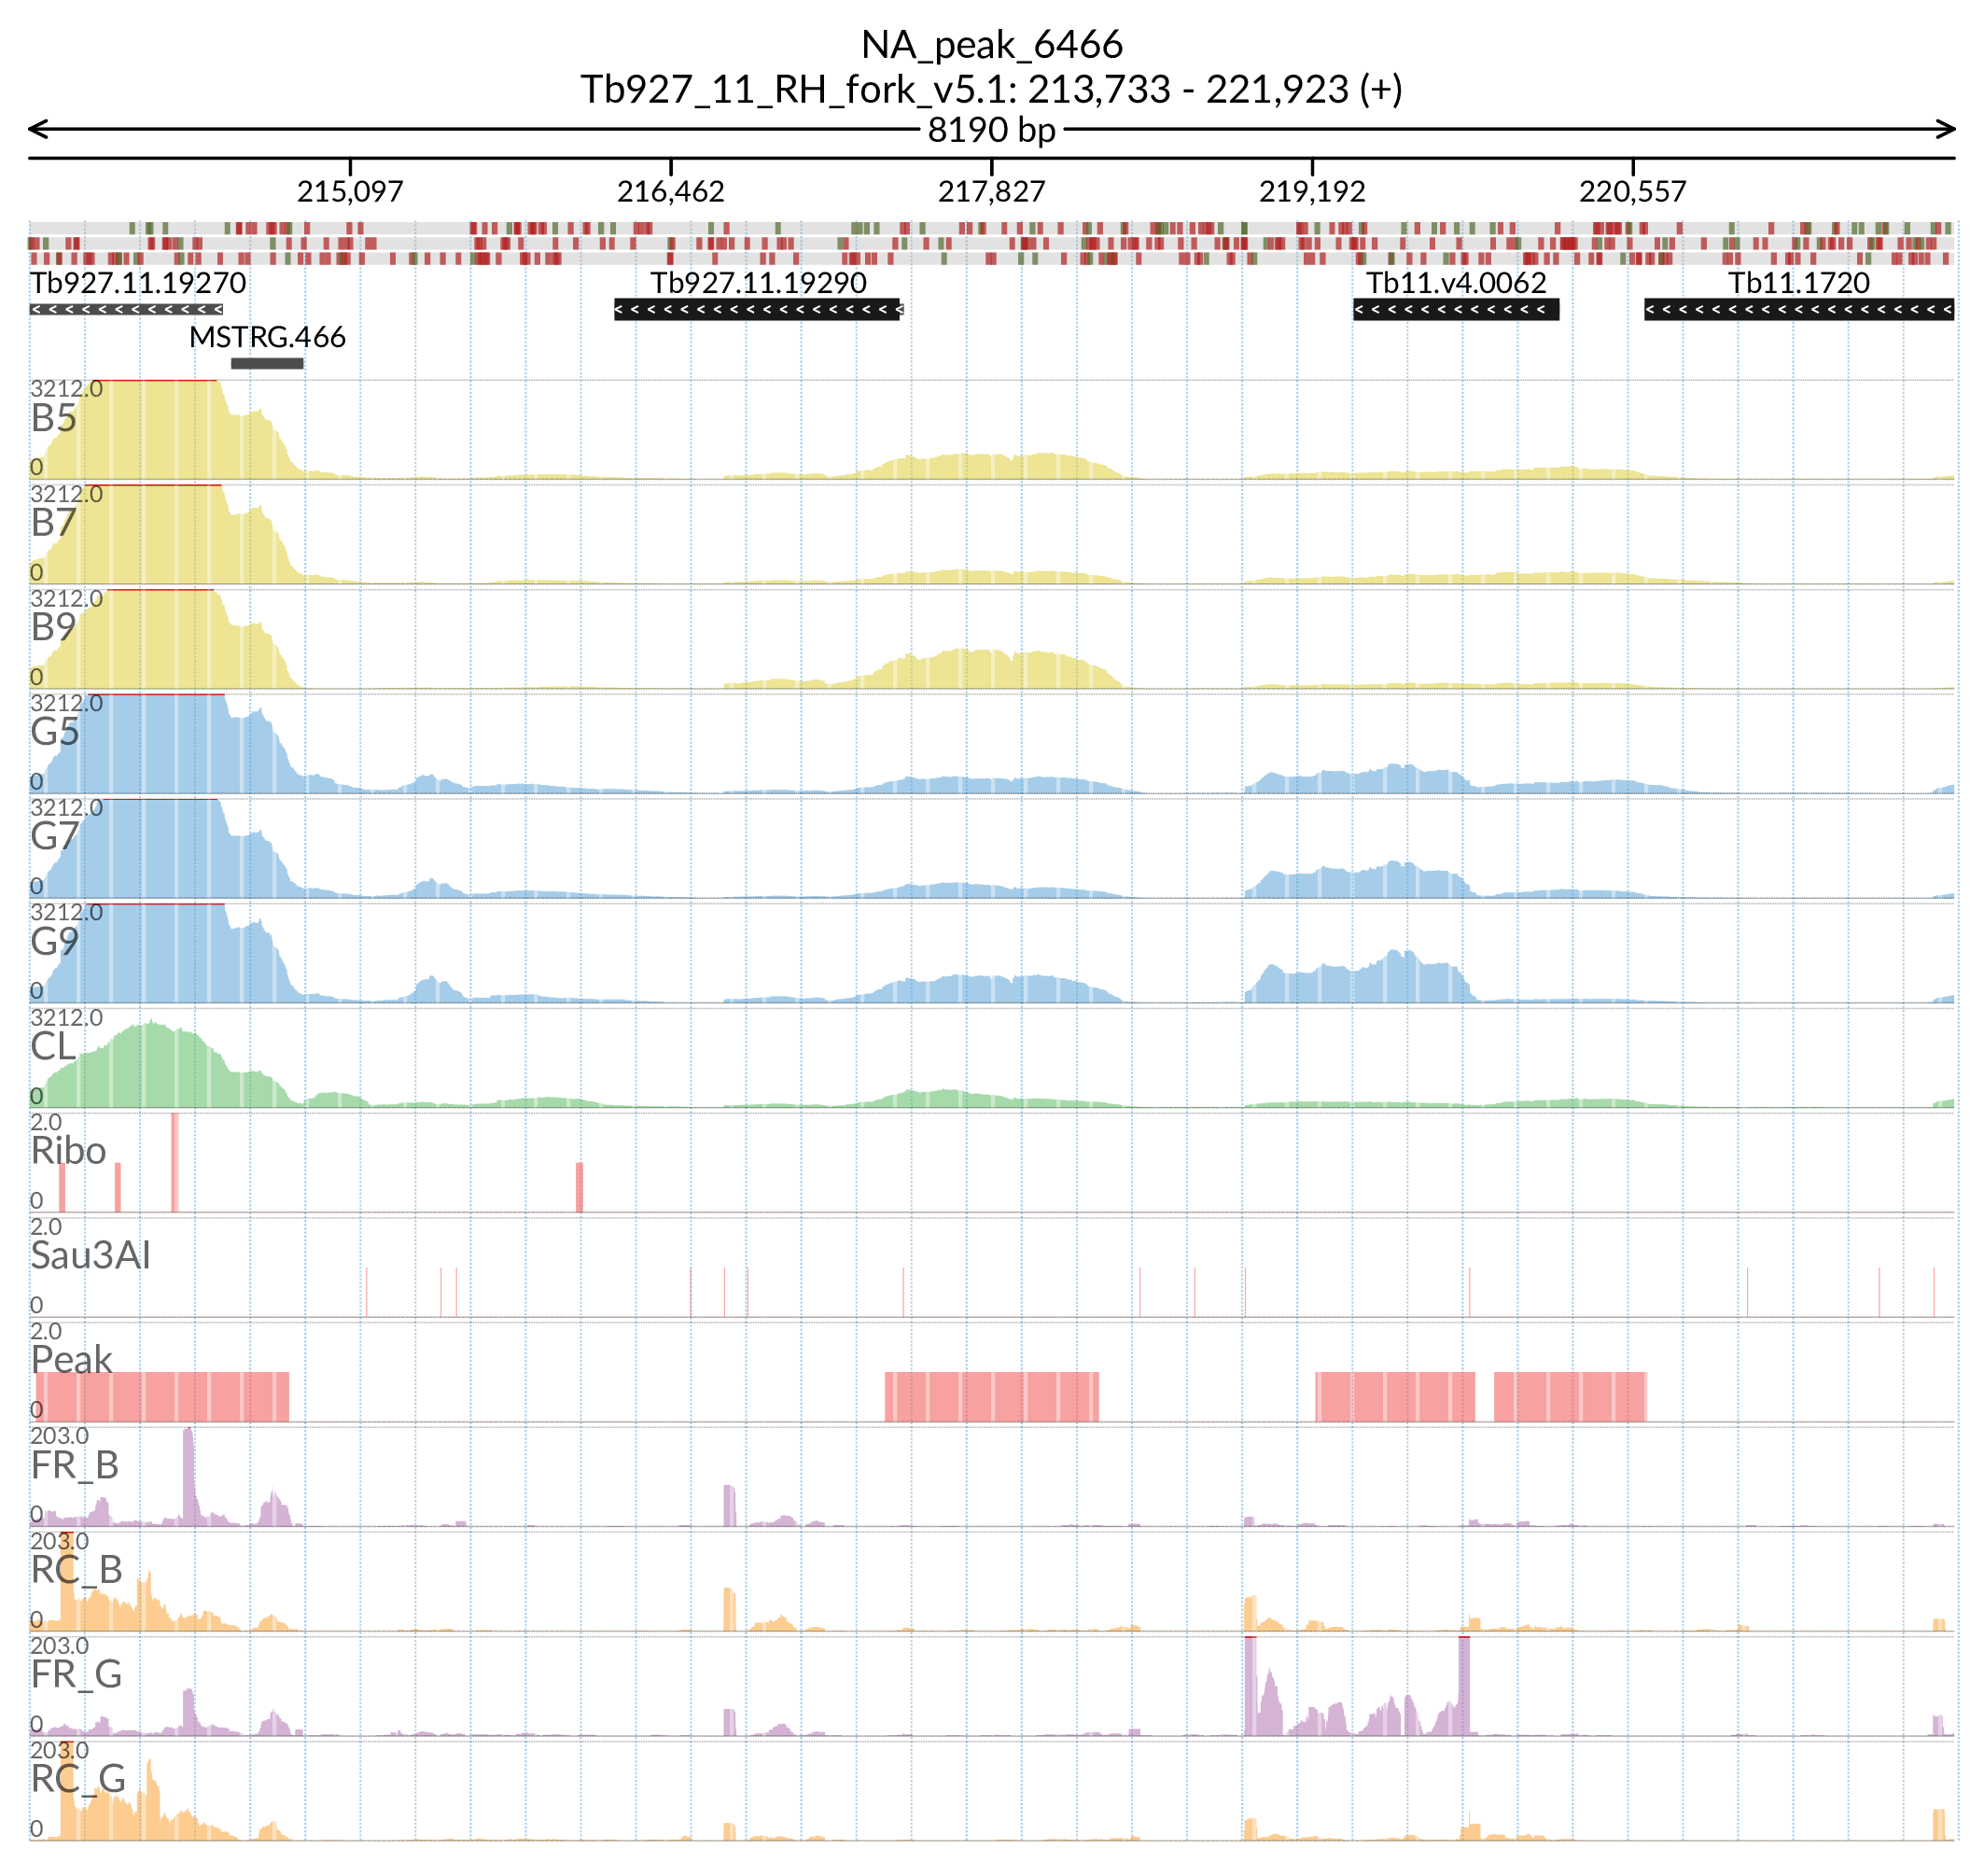 NA_peak_6466
Tb927_11_RH_fork_v5.1: 213,733 - 221,923 (+)
8190 bp
215,097 216,462 217,827 219,192 220,557
Tb927.11.19270 Tb927.11.19290 Tb11.v4.0062 Tb11.1720
MSTRG.466
3212.0
B5
0
3212.0
B7
0
3212.0
B9
0
3212.0
G5
0
3212.0
G7
0
3212.0
G9
0
3212.0
CL
0
2.0
Ribo
0
2.0
Sau3AI
0
2.0
Peak
0
203.0
FR_B
0
203.0
RC_B
0
203.0
FR_G
0
203.0
RC_G
0